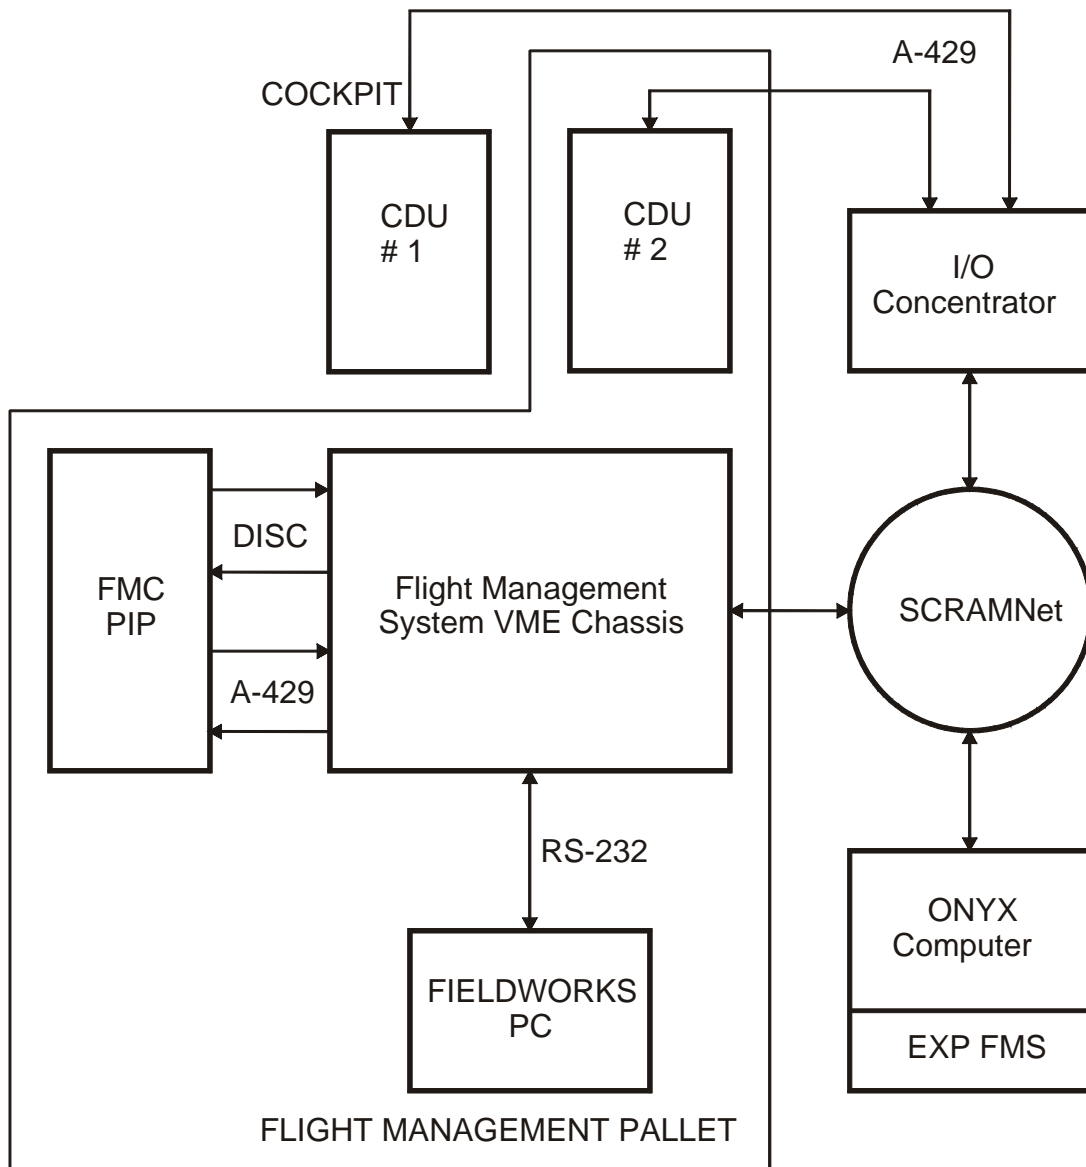 A-429
COCKPIT
CDU
# 1
CDU
# 2
I/O
Concentrator
DISC
FMC
PIP
Flight Management
System VME Chassis
SCRAMNet
A-429
RS-232
ONYX
Computer
FIELDWORKS
PC
EXP FMS
FLIGHT MANAGEMENT PALLET